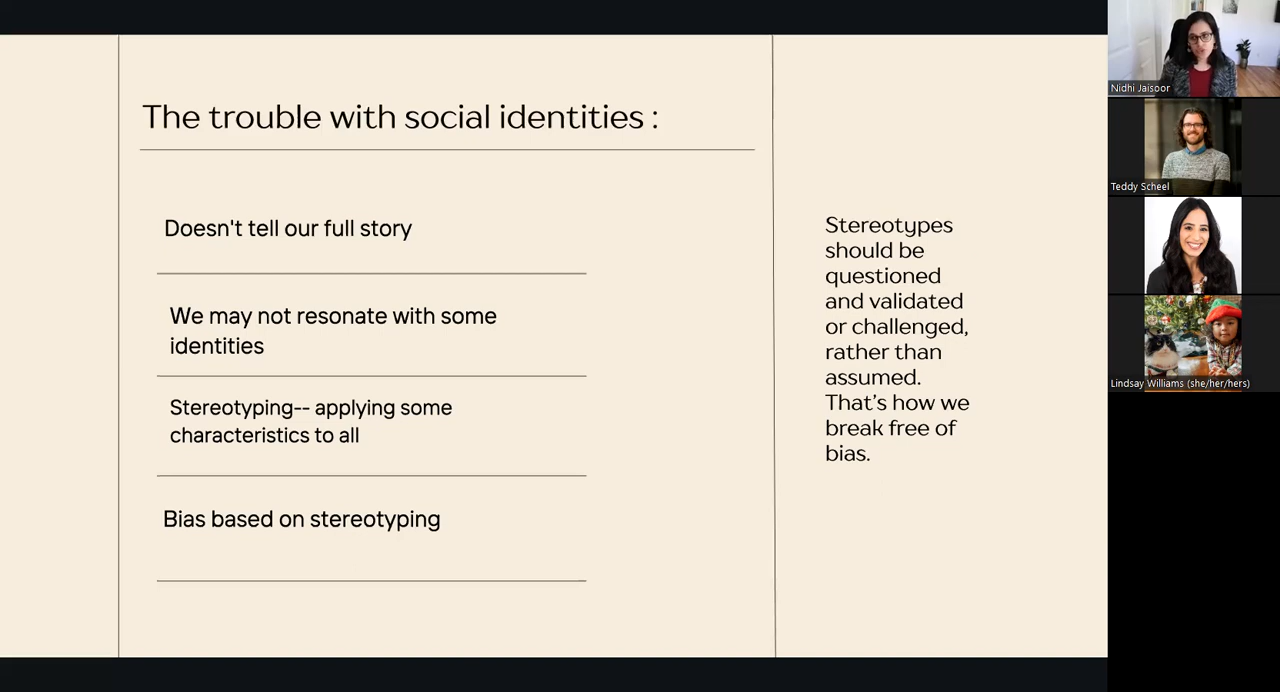 The trouble with social identities :
Doesn't tell our full story
We may not resonate with some
identities
Stereotyping-- applying some
characteristics to all
Bias based on stereotyping
Stereotypes
should be
questioned
and validated
or challenged,
rather than
assumed.
That’s how we
break free of
bias.
Nidhi Jaisoor
Teddy Scheel
Lindsay Williams (she/her/hers)